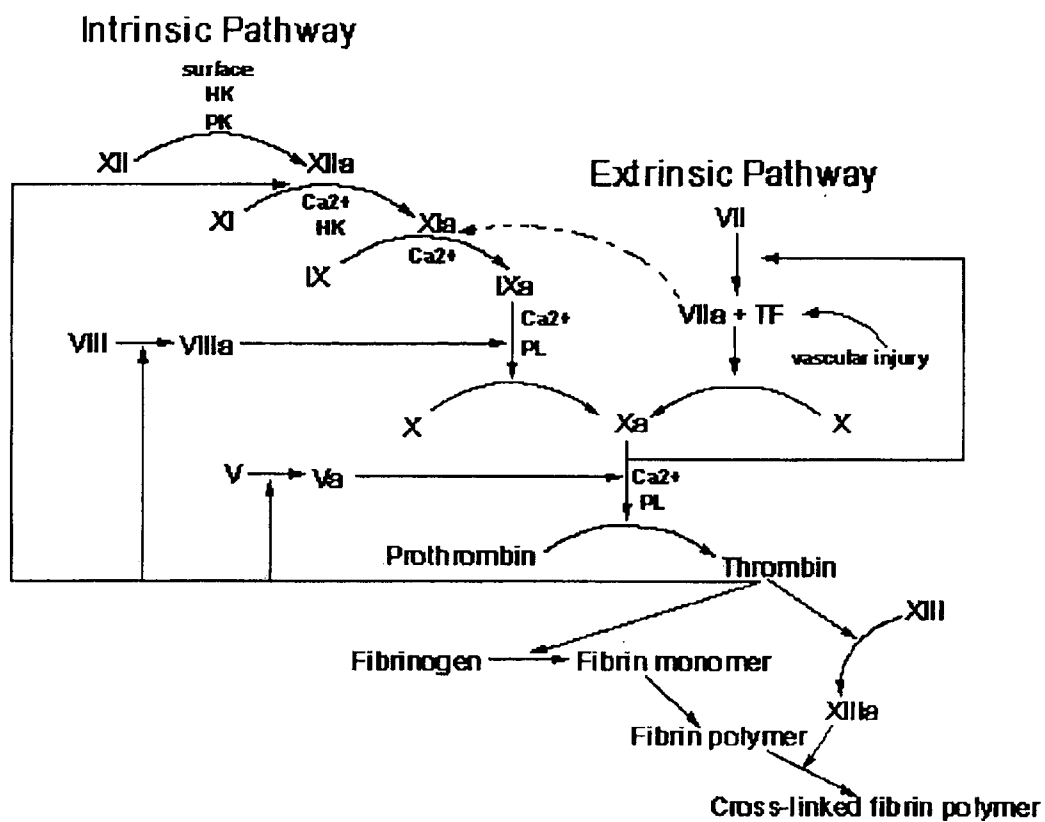 Intrinsic Pathway
surface
HK
PK
XII
XIIa
Extrinsic Pathway
XI
Ca2+
HK
XIa
VII
IX
Ca2+
IXa
VIIa + TF
Ca2+
PL
VIII
VIIIa
vascular injury
X
Xa
X
V
Va
Ca2+
PL
Prothrombin
Thrombin
XIII
Fibrinogen
Fibrin monomer
XIIIa
Fibrin polymer
Cross-linked fibrin polymer